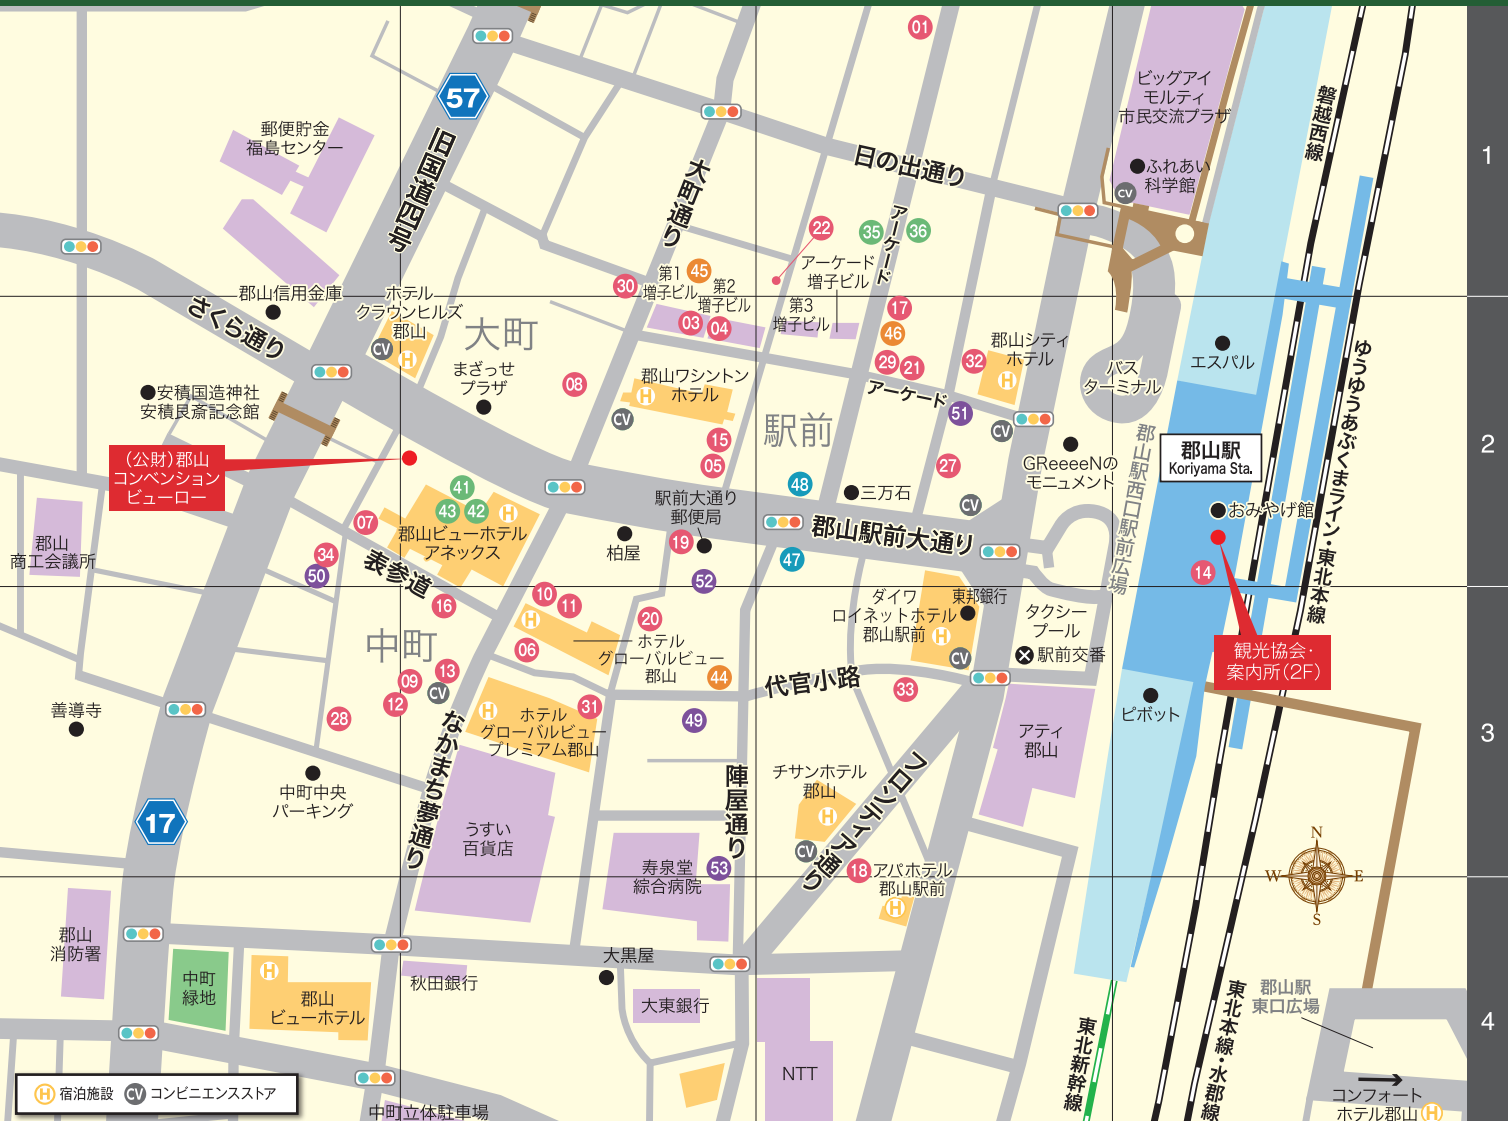 01
57
ビッグアイ
モルティ
市民交流プラザ
磐越西線
郵便貯金
福島センター
旧国道四号
大町通り
日の出通り
ふれあい
科学館
CV
1
22
35
アーケード
36
アーケード
増子ビル
30
第1
増子ビル
45
第2
増子ビル
郡山信用金庫
ホテル
クラウンヒルズ
郡山
CV
H
さくら通り
大町
まざっせ
プラザ
03
04
第3
増子ビル
17
46
29
21
アーケード
32
郡山シティ
ホテル
H
51
CV
バス
ターミナル
エスパル
ゆうゆうあぶくまライン・東北本線
安積国造神社
安積艮斎記念館
08
郡山ワシントン
ホテル
H
CV
駅前
15
05
27
GReeeeNの
モニュメント
郡山駅西口駅前広場
郡山駅
Koriyama Sta.
2
(公財)郡山
コンベンション
ビューロー
41
43
42
H
郡山ビューホテル
アネックス
07
34
50
表参道
郡山
商工会議所
柏屋
駅前大通り
郵便局
19
48
三万石
CV
郡山駅前大通り
47
52
おみやげ館
14
観光協会・
案内所(2F)
16
10
11
H
06
20
ホテル
グローバルビュー
郡山
44
ダイワ
ロイネットホテル
郡山駅前
H
東邦銀行
CV
タクシー
プール
駅前交番
中町
13
09
CV
12
28
善導寺
なかまち夢通り
H
ホテル
グローバルビュー
プレミアム郡山
31
49
代官小路
33
アティ
郡山
ピボット
3
中町中央
パーキング
17
うすい
百貨店
陣屋通り
チサンホテル
郡山
H
CV
フロンティア通り
18
アパホテル
郡山駅前
H
寿泉堂
綜合病院
53
N
W
E
S
郡山
消防署
中町
緑地
H
郡山
ビューホテル
秋田銀行
大黒屋
大東銀行
NTT
東北新幹線
東北本線・水郡線
郡山駅
東口広場
4
コンフォート
ホテル郡山
H
H
宿泊施設
CV
コンビニエンスストア
中町立体駐車場